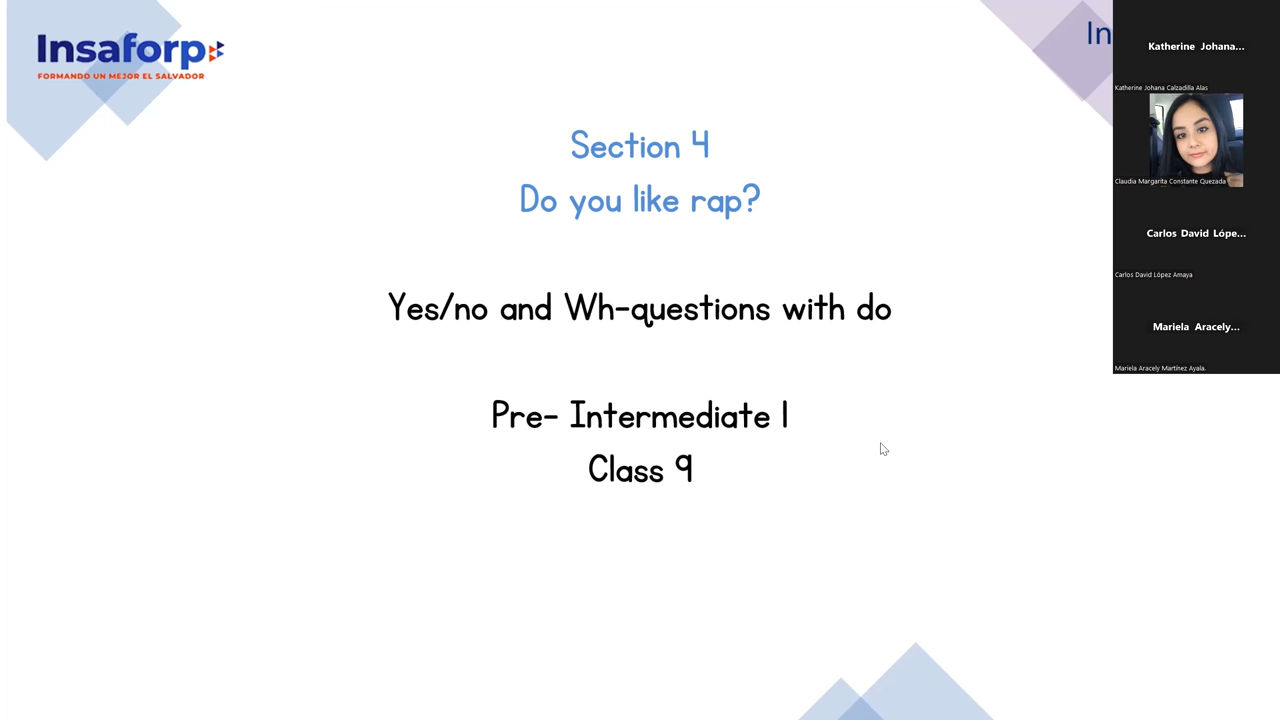 Insaforp
FORMANDO UN MEJOR EL SALVADOR
In
Section 4
Do you like rap?
Yes/no and Wh-questions with do
Pre- Intermediate 1
Class 9
Katherine Johana...
Katherine Johana Calzadilla Alas
Claudia Margarita Constante Quezada
Carlos David Lópe...
Carlos David López Amaya
Mariela Aracely...
Mariela Aracely Martínez Ayala.